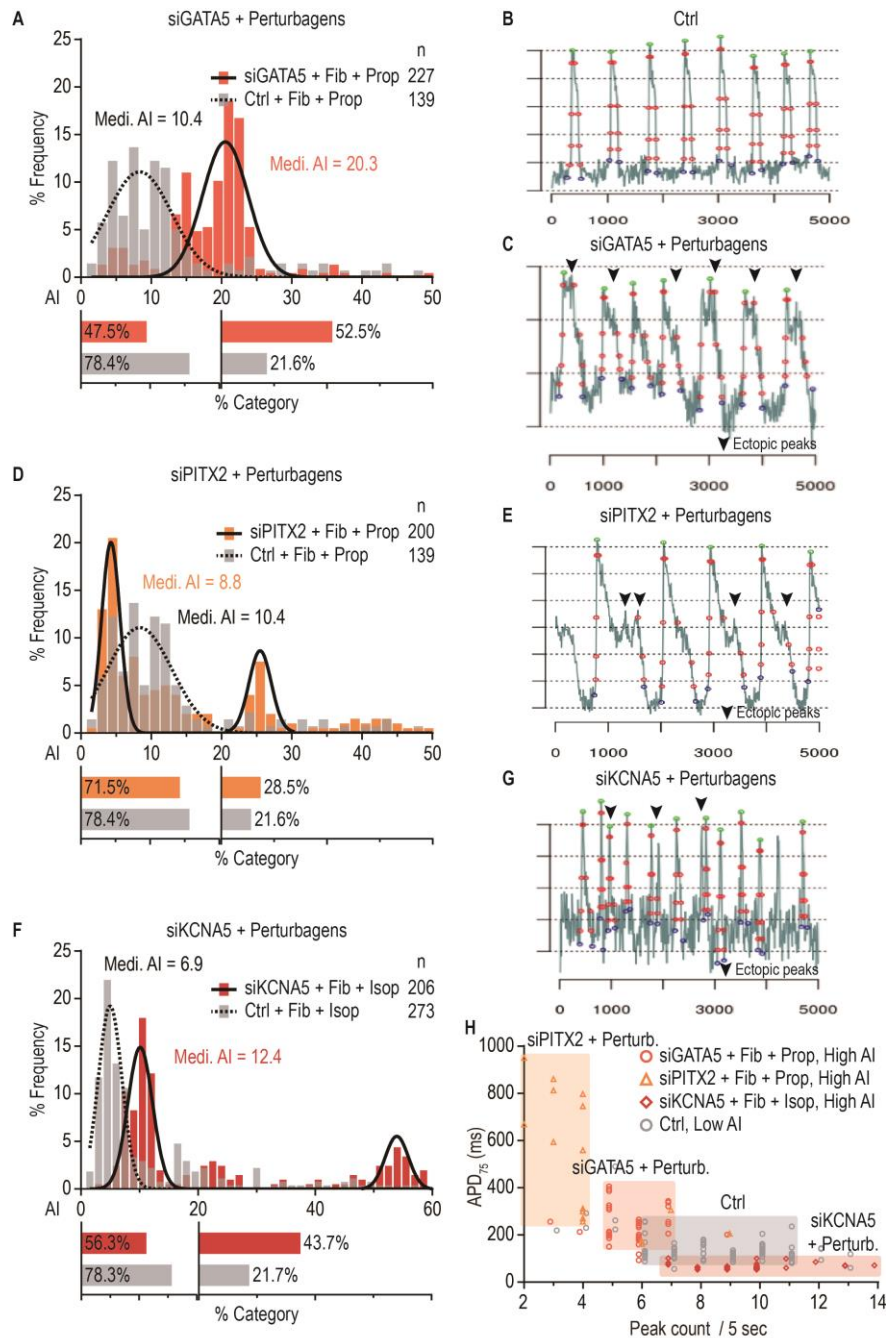 A
siGATA5 + Perturbagens
n
siGATA5 + Fib + Prop 227
Ctrl + Fib + Prop 139
Medi. AI = 10.4
Medi. AI = 20.3
% Frequency
25
20
15
10
5
0
AI
0 10 20 30 40 50
47.5% 52.5%
78.4% 21.6%
% Category
B
Ctrl
0 1000 3000 5000
C
siGATA5 + Perturbagens
Ectopic peaks
0 1000 3000 5000
D
siPITX2 + Perturbagens
n
siPITX2 + Fib + Prop 200
Ctrl + Fib + Prop 139
Medi. AI = 8.8
Medi. AI = 10.4
% Frequency
25
20
15
10
5
0
AI
0 10 20 30 40 50
71.5% 28.5%
78.4% 21.6%
% Category
E
siPITX2 + Perturbagens
Ectopic peaks
0 1000 3000 5000
F
siKCNA5 + Perturbagens
n
Medi. AI = 6.9
siKCNA5 + Fib + Isop 206
Ctrl + Fib + Isop 273
Medi. AI = 12.4
% Frequency
25
20
15
10
5
0
AI
0 20 40 60
56.3% 43.7%
78.3% 21.7%
% Category
G
siKCNA5 + Perturbagens
Ectopic peaks
0 1000 3000 5000
H
siPITX2 + Perturb.
siGATA5 + Fib + Prop, High AI
siPITX2 + Fib + Prop, High AI
siKCNA5 + Fib + Isop, High AI
Ctrl, Low AI
siGATA5 + Perturb.
Ctrl
siKCNA5
+ Perturb.
APD75 (ms)
1000
800
600
400
200
0
2 4 6 8 10 12 14
Peak count / 5 sec